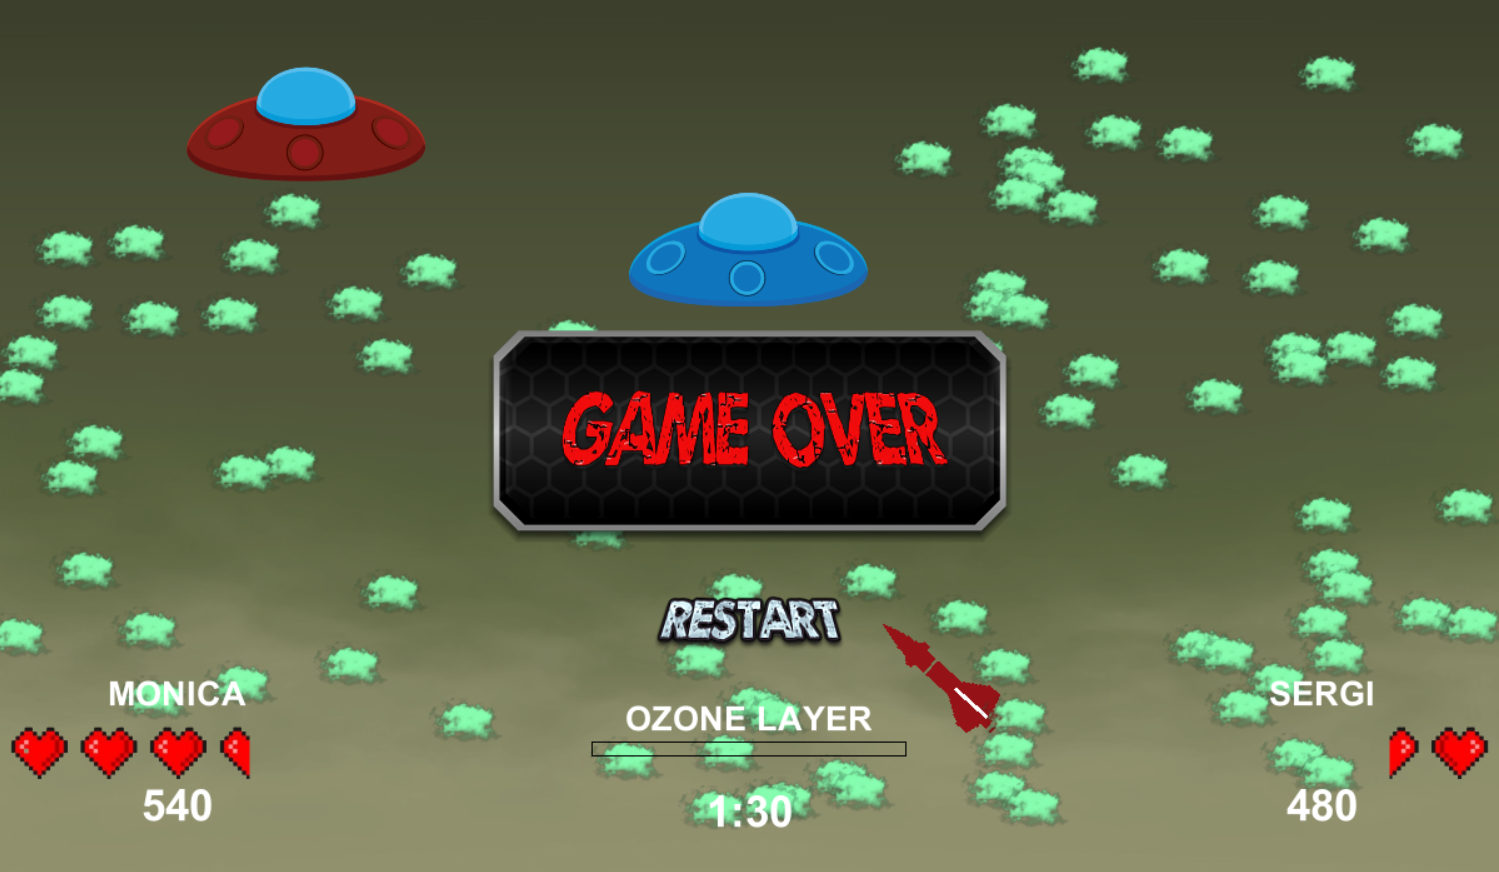 GAME OVER
RESTART
MONICA
OZONE LAYER
SERGI
540
1:30
480